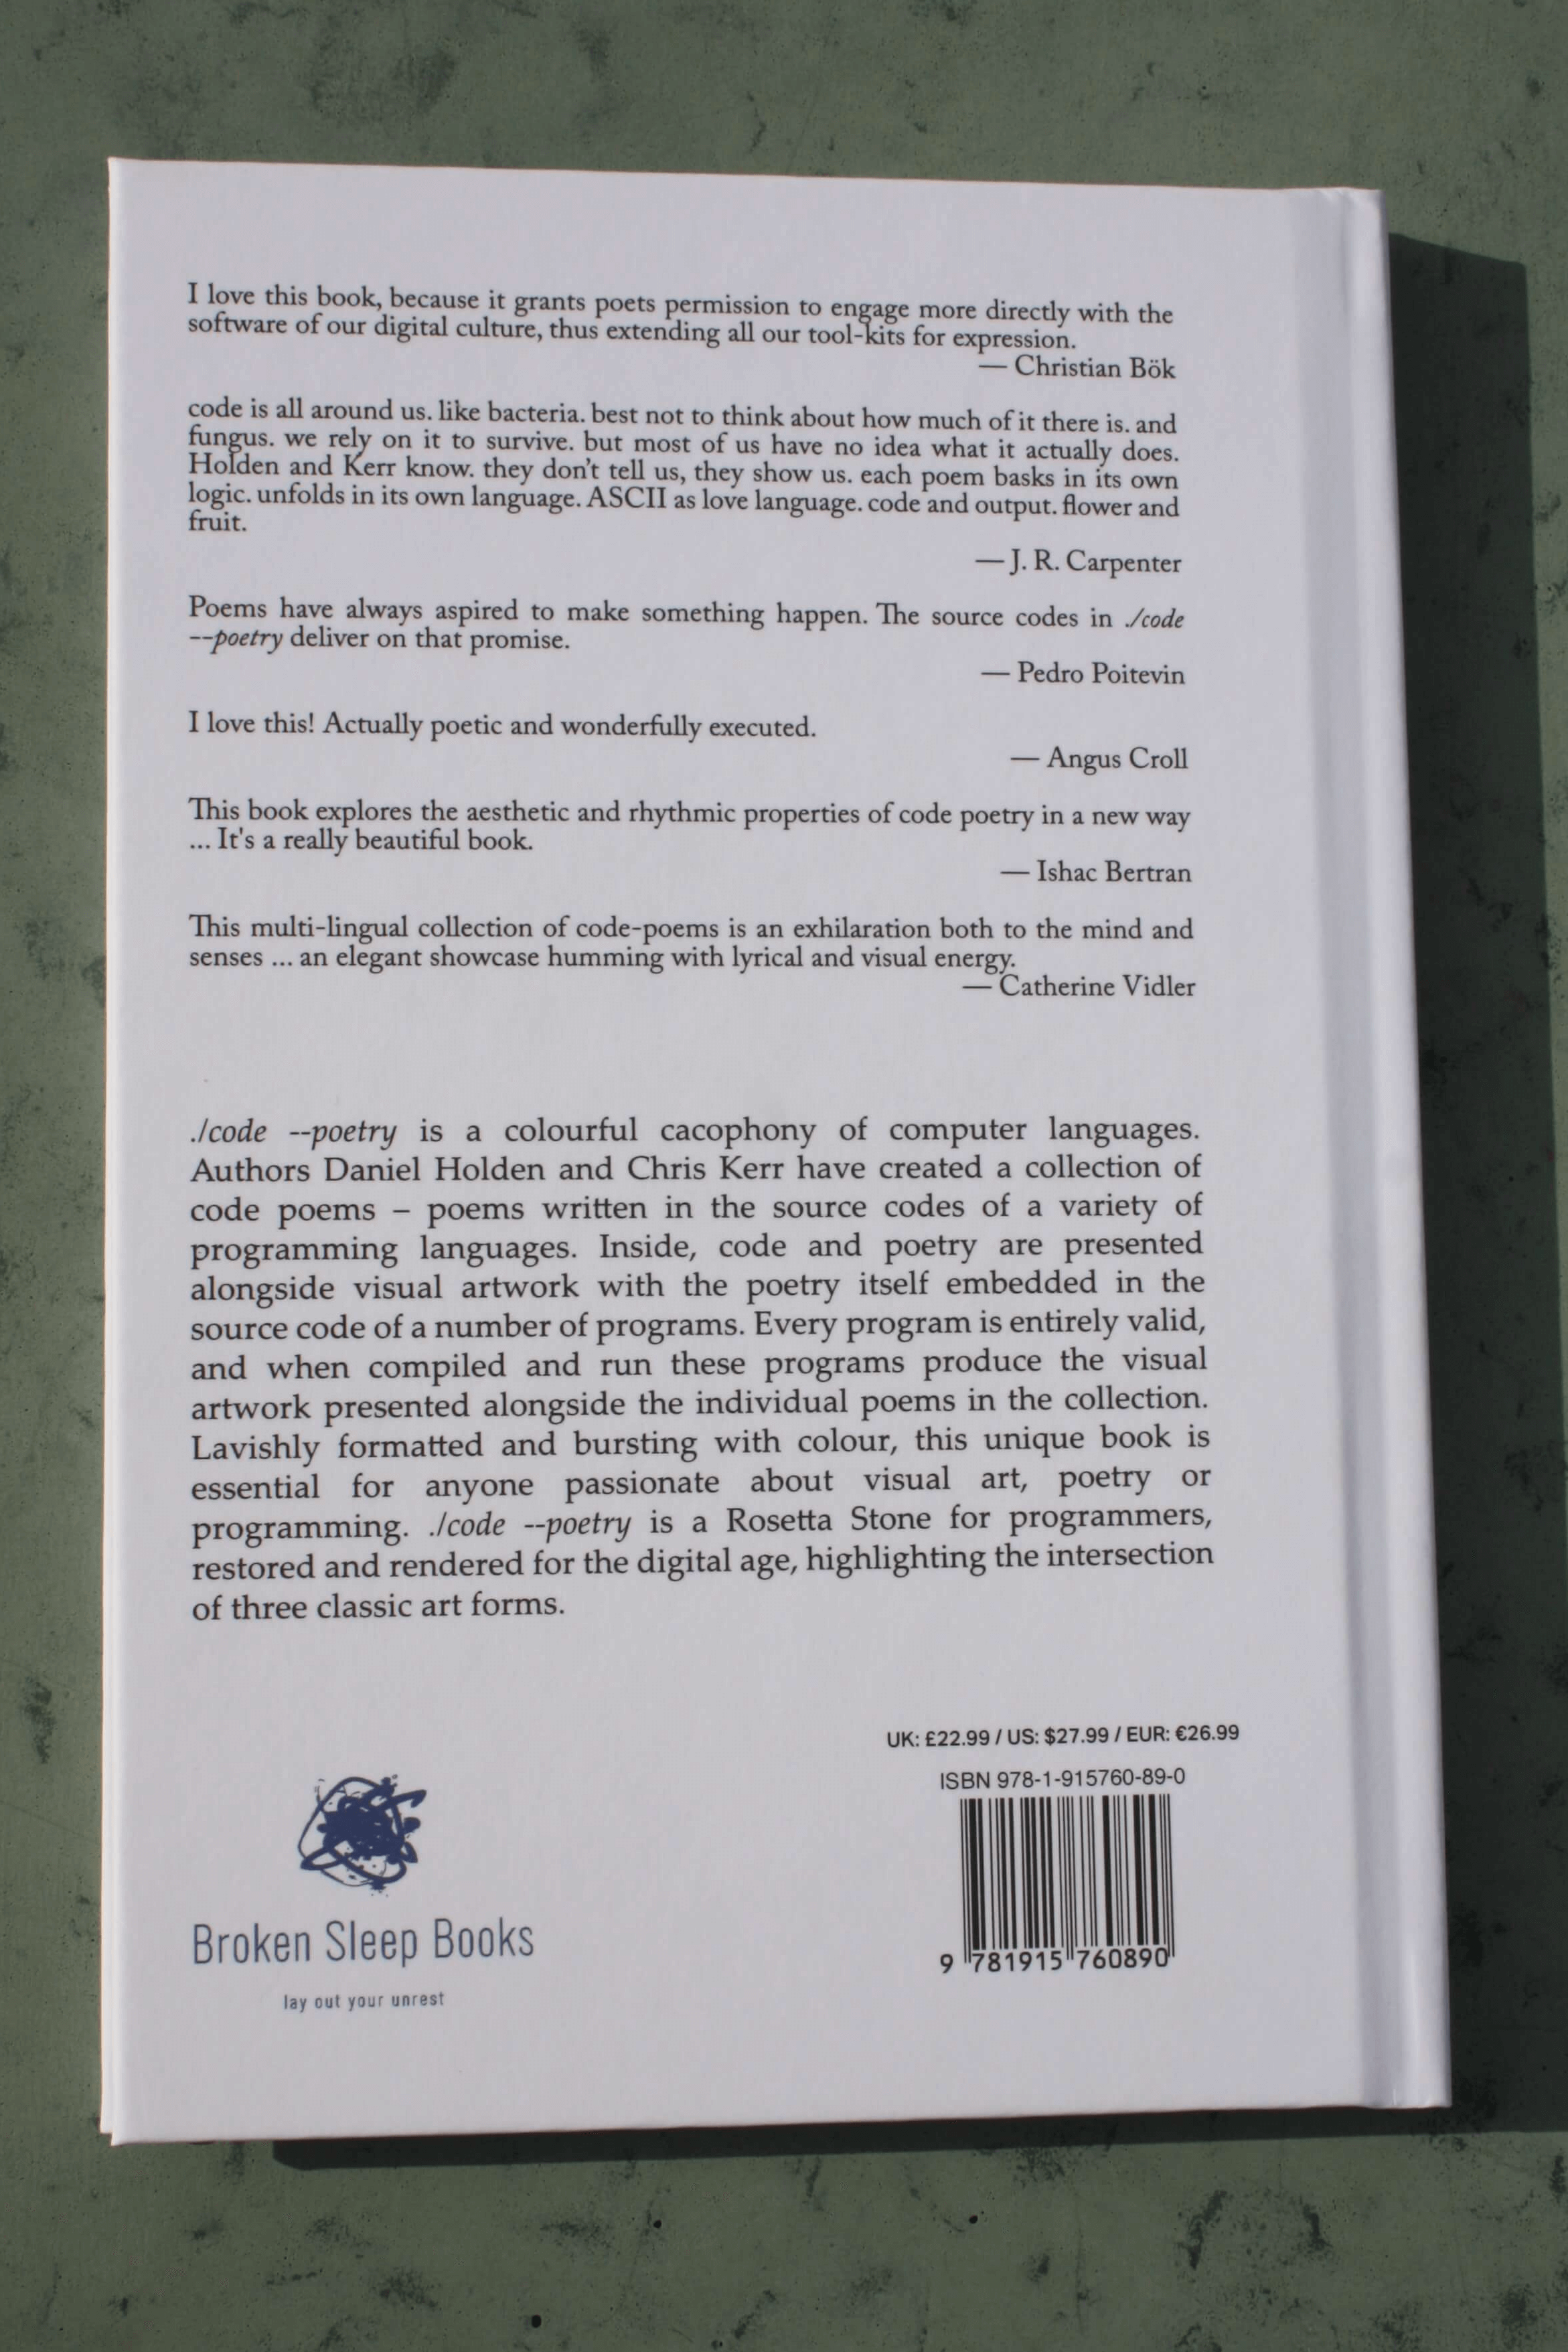 I love this book, because it grants poets permission to engage more directly with the
software of our digital culture, thus extending all our tool-kits for expression.
— Christian Bök
code is all around us. like bacteria. best not to think about how much of it there is. and
fungus. we rely on it to survive. but most of us have no idea what it actually does.
Holden and Kerr know. they don't tell us, they show us. each poem basks in its own
logic. unfolds in its own language. ASCII as love language. code and output. flower and
fruit.
— J. R. Carpenter
Poems have always aspired to make something happen. The source codes in ./code
--poetry deliver on that promise.
— Pedro Poitevin
I love this! Actually poetic and wonderfully executed.
— Angus Croll
This book explores the aesthetic and rhythmic properties of code poetry in a new way
... It's a really beautiful book.
— Ishac Bertran
This multi-lingual collection of code-poems is an exhilaration both to the mind and
senses ... an elegant showcase humming with lyrical and visual energy.
— Catherine Vidler
./code --poetry is a colourful cacophony of computer languages.
Authors Daniel Holden and Chris Kerr have created a collection of
code poems – poems written in the source codes of a variety of
programming languages. Inside, code and poetry are presented
alongside visual artwork with the poetry itself embedded in the
source code of a number of programs. Every program is entirely valid,
and when compiled and run these programs produce the visual
artwork presented alongside the individual poems in the collection.
Lavishly formatted and bursting with colour, this unique book is
essential for anyone passionate about visual art, poetry or
programming. ./code --poetry is a Rosetta Stone for programmers,
restored and rendered for the digital age, highlighting the intersection
of three classic art forms.
UK: £22.99 / US: $27.99 / EUR: €26.99
ISBN 978-1-915760-89-0
9 781915 760890
Broken Sleep Books
lay out your unrest